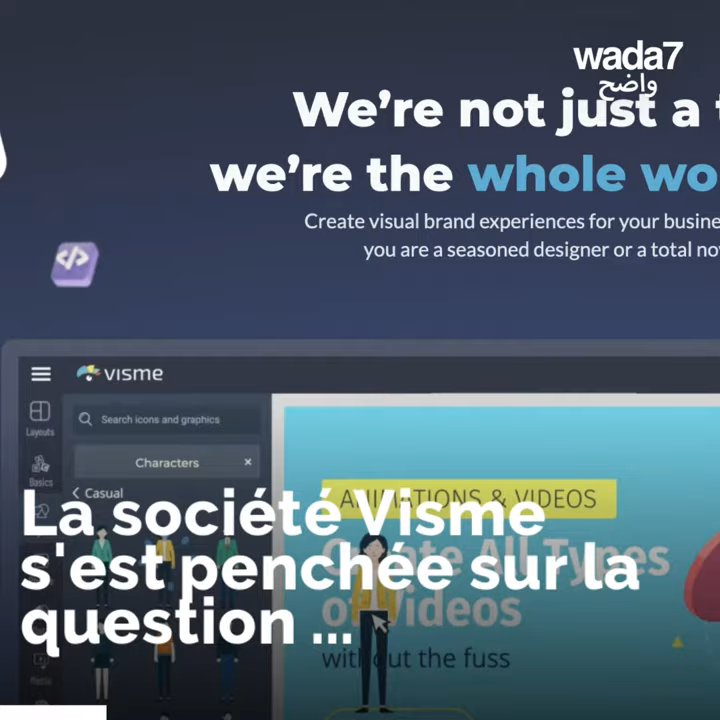 wada7
واضح
We're not just a t
we're the whole wo
Create visual brand experiences for your busine
you are a seasoned designer or a total no
visme
Layouts
Search icons and graphics
Basics
Characters ×
Casual
ANIMATIONS & VIDEOS
Create All Types
of Videos
without the fuss
La société Visme
s'est penchée sur la
question ...